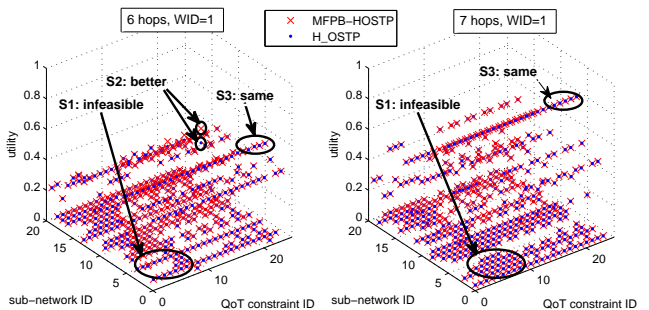 6 hops, WID=1
MFPB-HOSTP
H_OSTP
7 hops, WID=1
S2: better
S1: infeasible
S3: same
utility
1
0.8
0.6
0.4
0.2
0
20
15
10
5
0
0
10
20
sub-network ID
QoT constraint ID
S3: same
S1: infeasible
utility
1
0.8
0.6
0.4
0.2
0
20
15
10
5
0
0
10
20
sub-network ID
QoT constraint ID